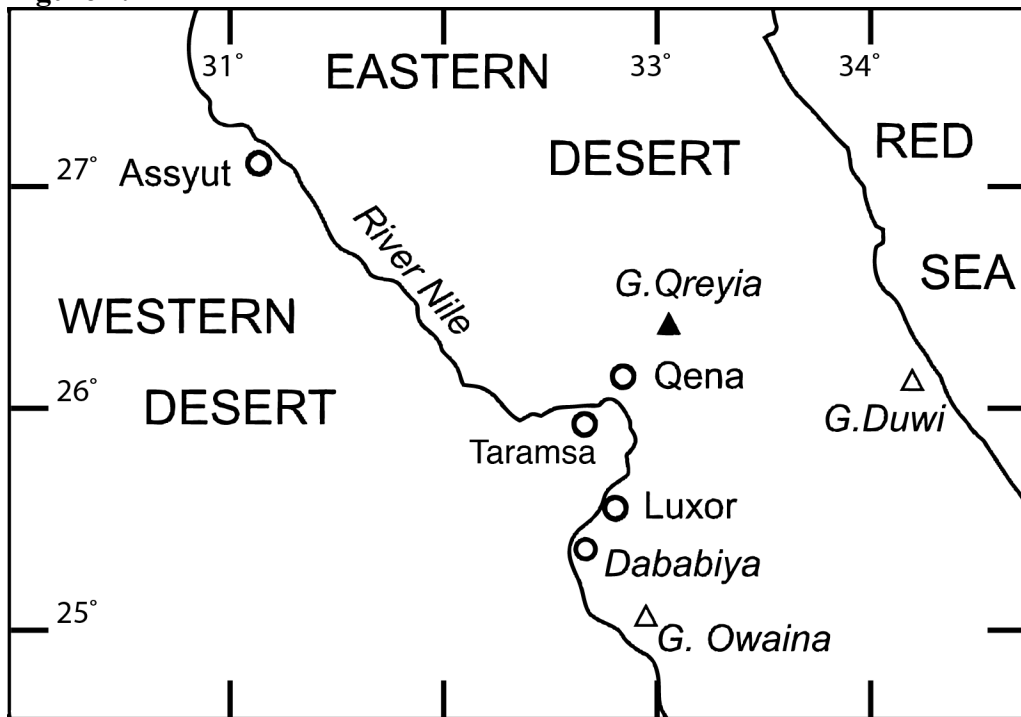 31°
33°
34°
EASTERN
DESERT
RED
SEA
27°
Assyut
River Nile
G.Qreyia
WESTERN
DESERT
26°
Qena
G.Duwi
Taramsa
Luxor
Dababiya
25°
G. Owaina